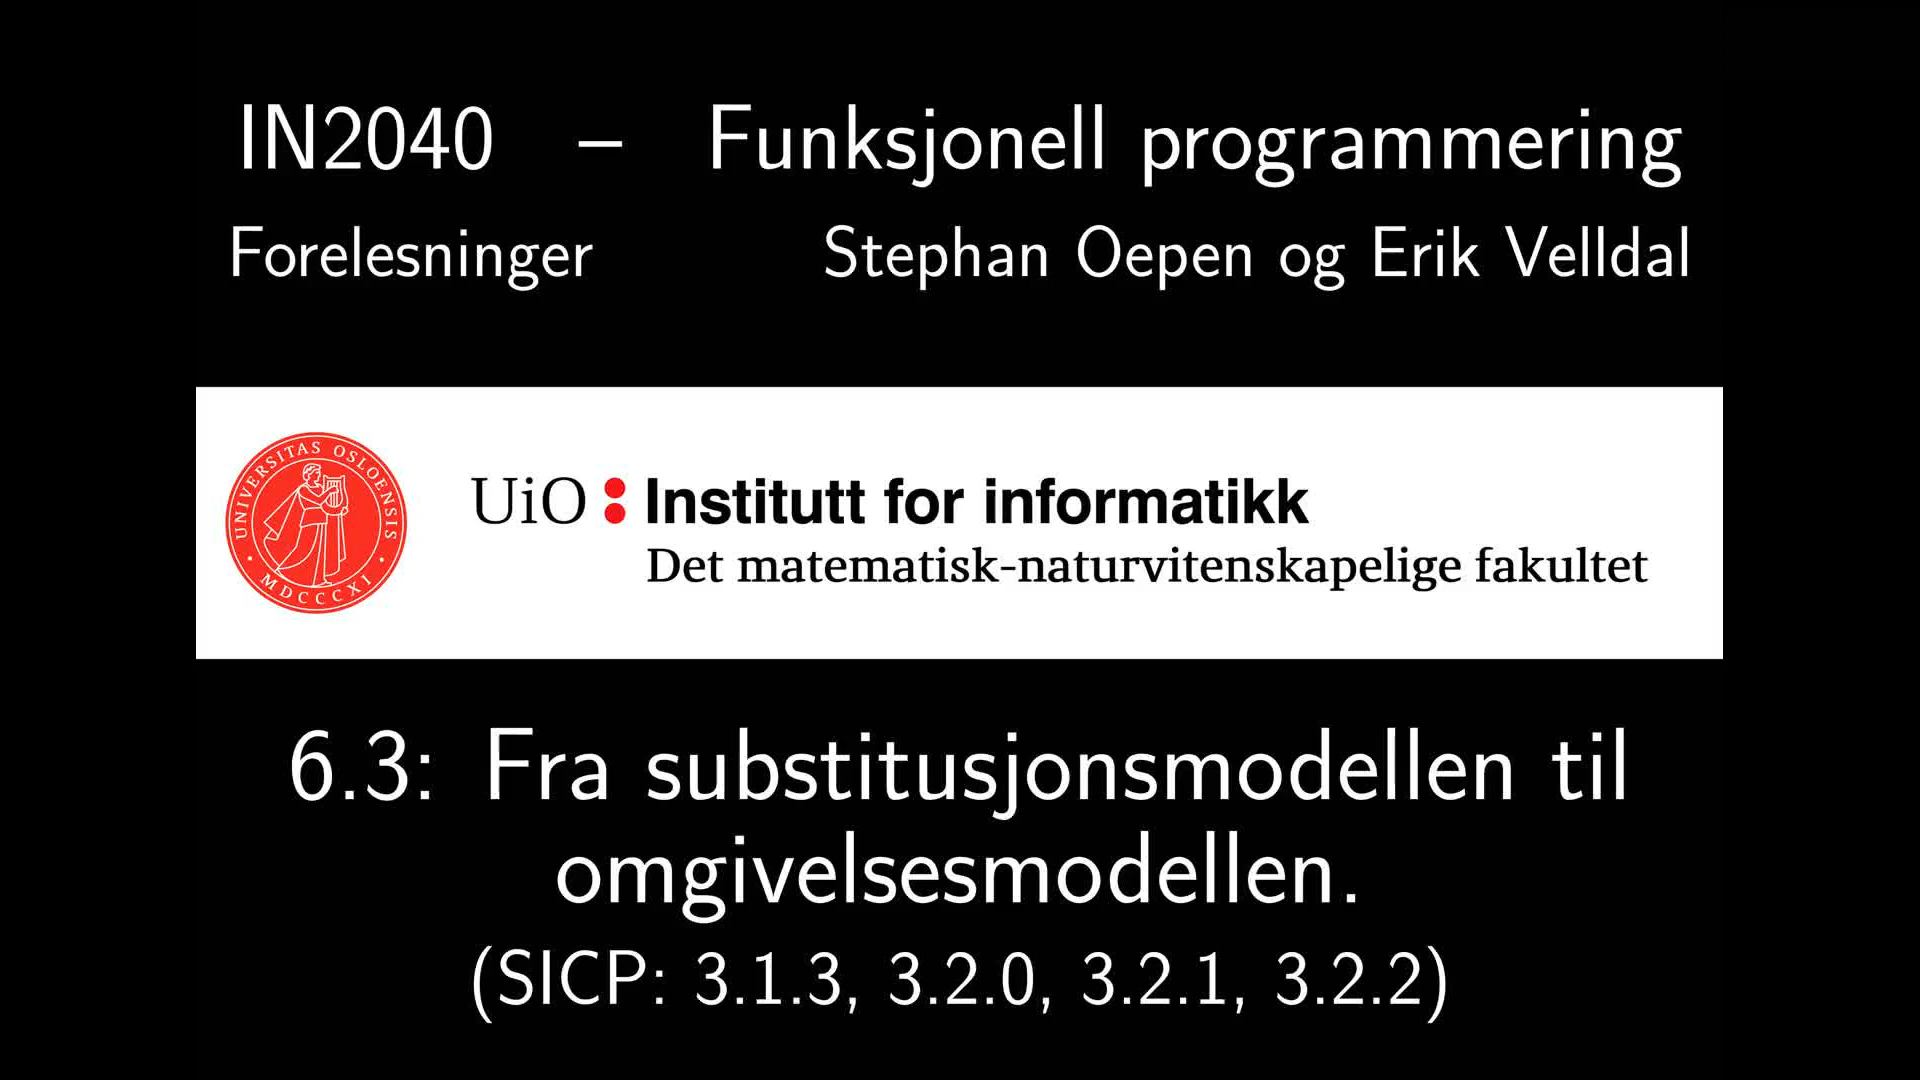 IN2040 – Funksjonell programmering
Forelesninger Stephan Oepen og Erik Velldal
UNIVERSITAS OSLOENSIS
MDCCCXI
UiO : Institutt for informatikk
Det matematisk-naturvitenskapelige fakultet
6.3: Fra substitusjonsmodellen til
omgivelsesmodellen.
(SICP: 3.1.3, 3.2.0, 3.2.1, 3.2.2)